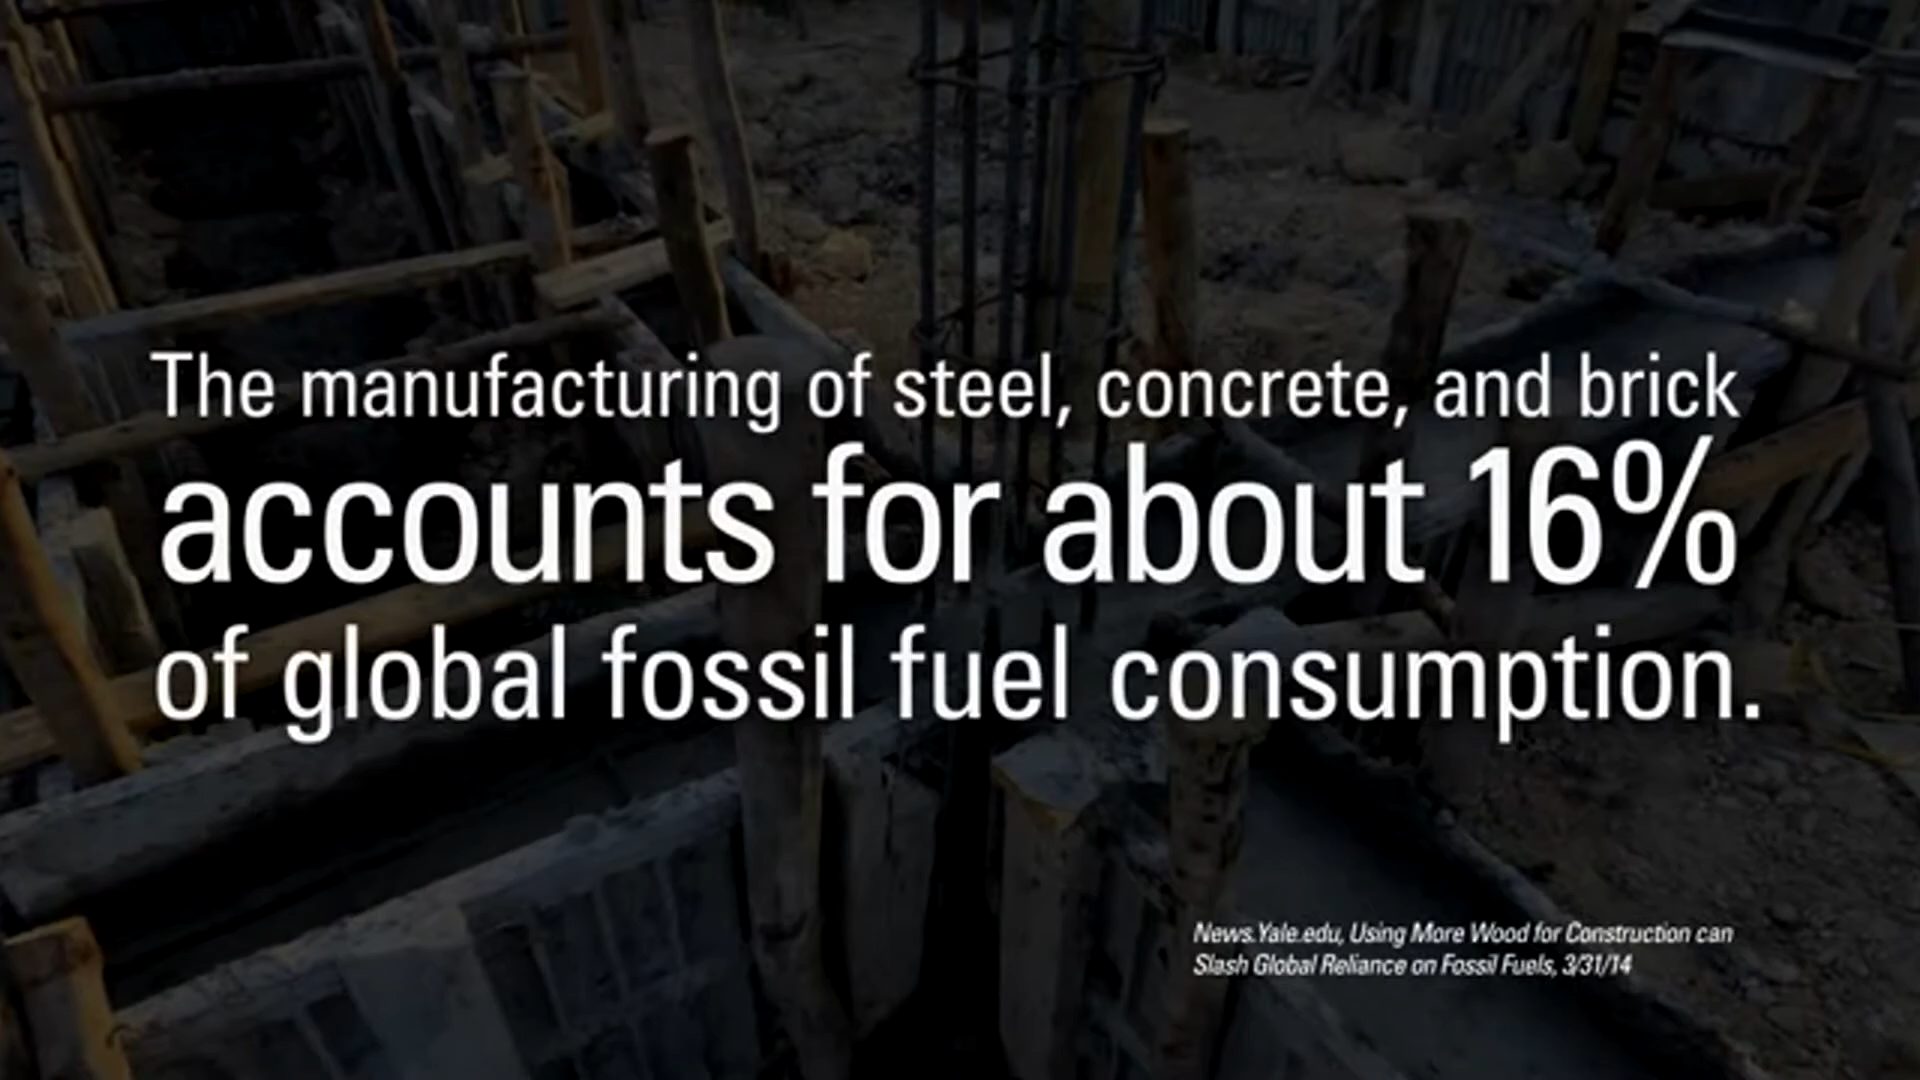 The manufacturing of steel, concrete, and brick
accounts for about 16%
of global fossil fuel consumption.
News.Yale.edu, Using More Wood for Construction can
Slash Global Reliance on Fossil Fuels, 3/31/14